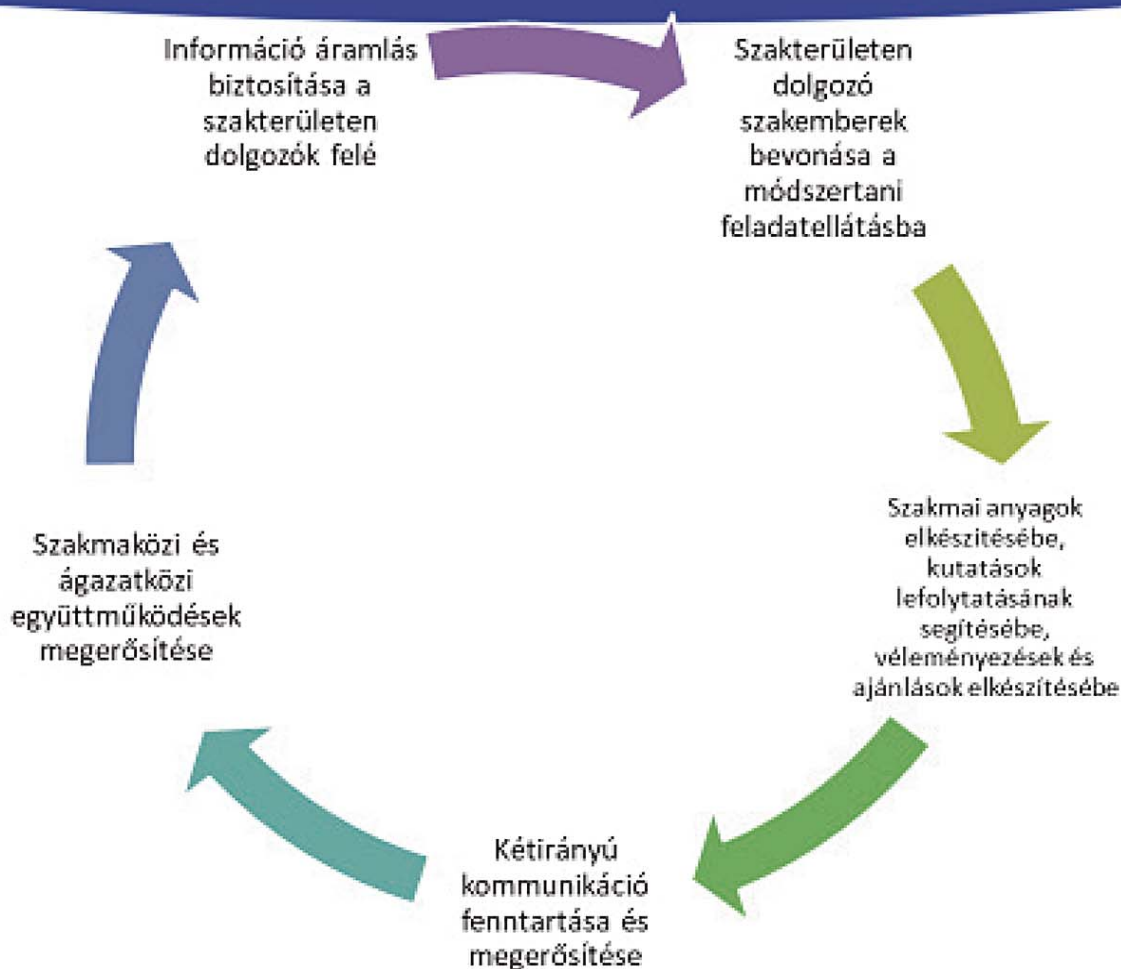 Információ áramlás
biztosítása a
szakterületen
dolgozók felé
Szakterületen
dolgozó
szakemberek
bevonása a
módszertani
feladatellátásba
Szakmai anyagok
elkészítésébe,
kutatások
lefolytatásának
segítésébe,
véleményezések és
ajánlások elkészítésébe
Kétirányú
kommunikáció
fenntartása és
megerősítése
Szakmaközi és
ágazatközi
együttműködések
megerősítése